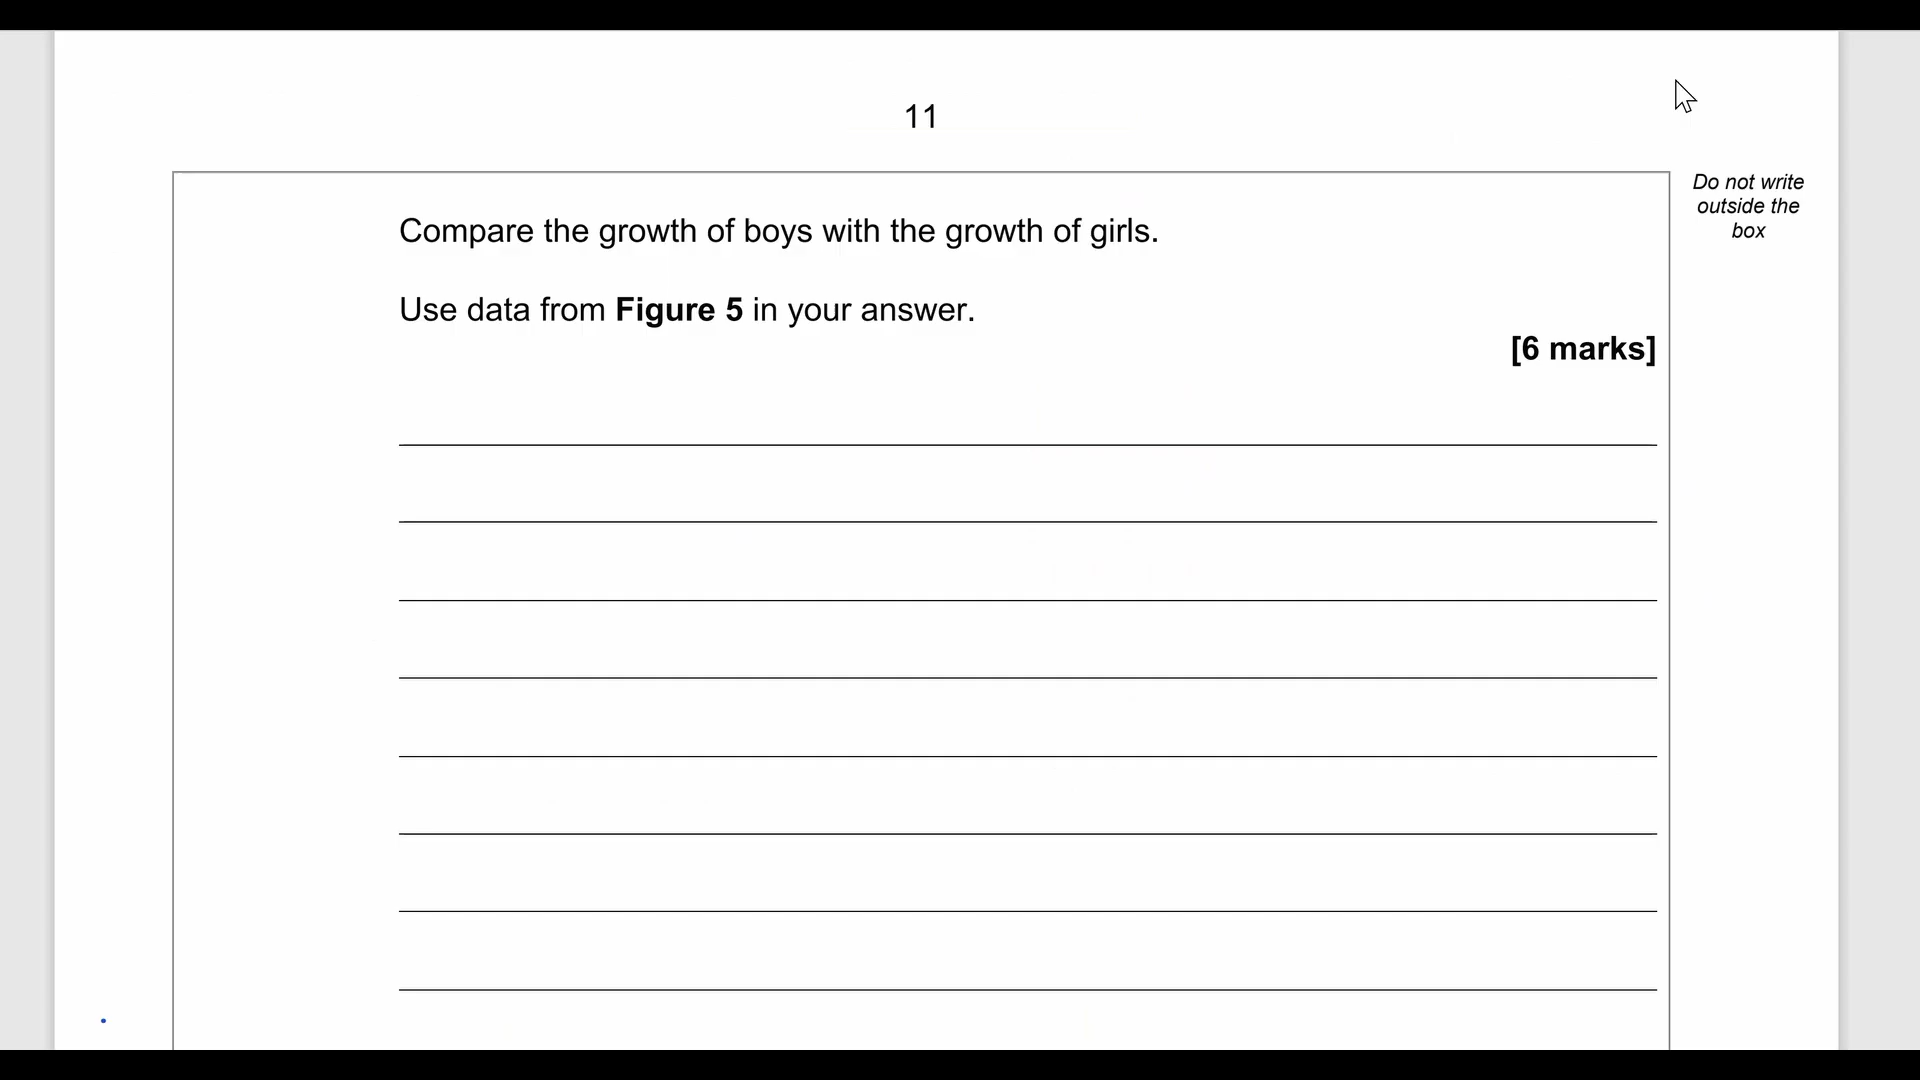 11
Do not write
outside the
box
Compare the growth of boys with the growth of girls.
Use data from Figure 5 in your answer.
[6 marks]